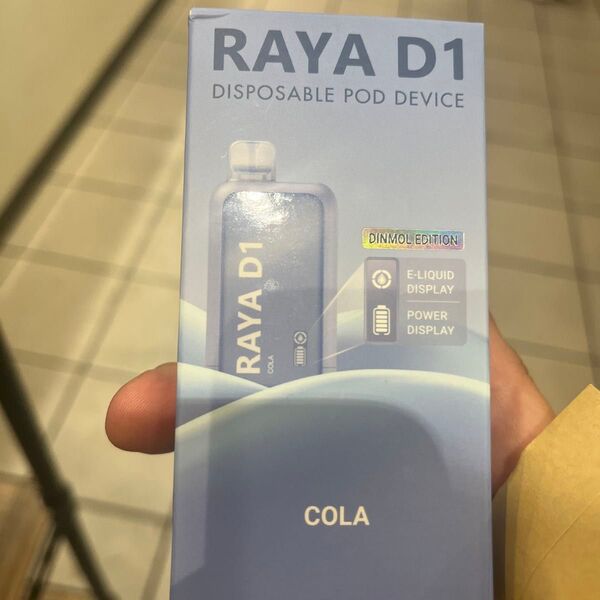 RAYA D1
DISPOSABLE POD DEVICE
DINMOL EDITION
E-LIQUID
DISPLAY
POWER
DISPLAY
RAYA D1
COLA
COLA